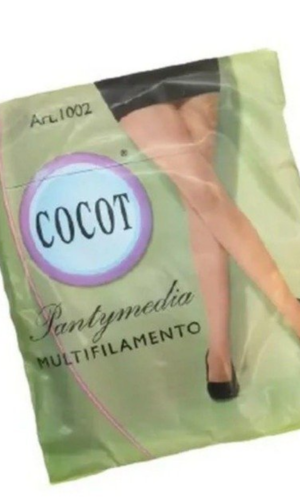 Art.1002
®
COCOT
Pantymedia
MULTIFILAMENTO